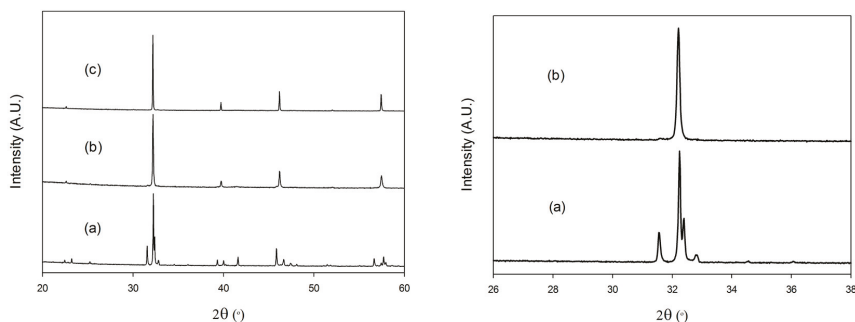 Intensity (A.U.)
(c)
(b)
(a)
20 30 40 50 60
2θ (°)
Intensity (A.U.)
(b)
(a)
26 28 30 32 34 36 38
2θ (°)